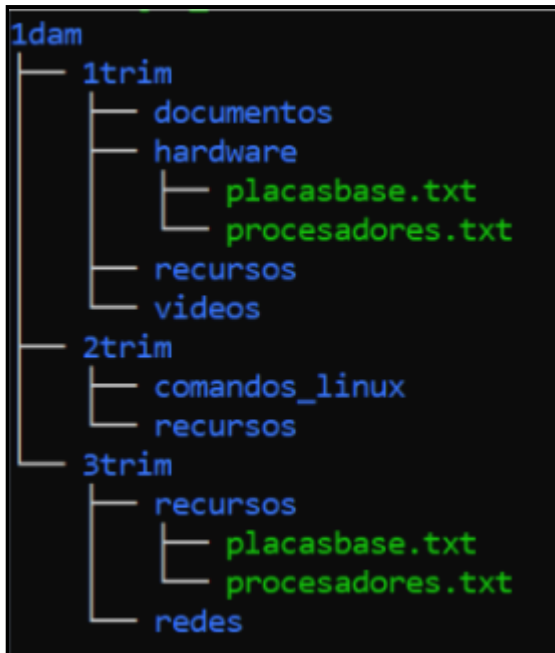 1dam
├── 1trim
│   ├── documentos
│   ├── hardware
│   │   ├── placasbase.txt
│   │   └── procesadores.txt
│   ├── recursos
│   └── videos
├── 2trim
│   ├── comandos_linux
│   └── recursos
└── 3trim
    ├── recursos
    │   ├── placasbase.txt
    │   └── procesadores.txt
    └── redes